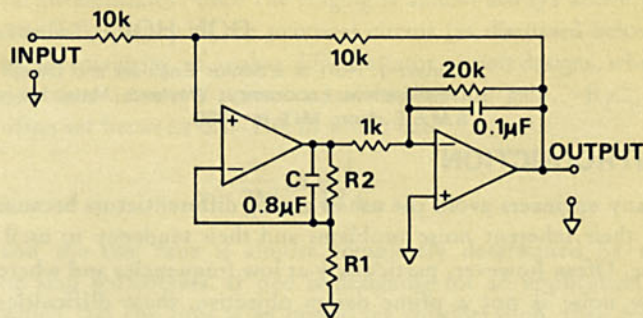 10k
INPUT
10k
20k
0.1µF
1k
+
−
C
0.8µF
R2
R1
−
+
OUTPUT